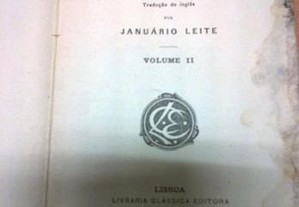 Tradução do inglês
POR
JANUÁRIO LEITE
VOLUME II
LISBOA
LIVRARIA CLÁSSICA EDITORA